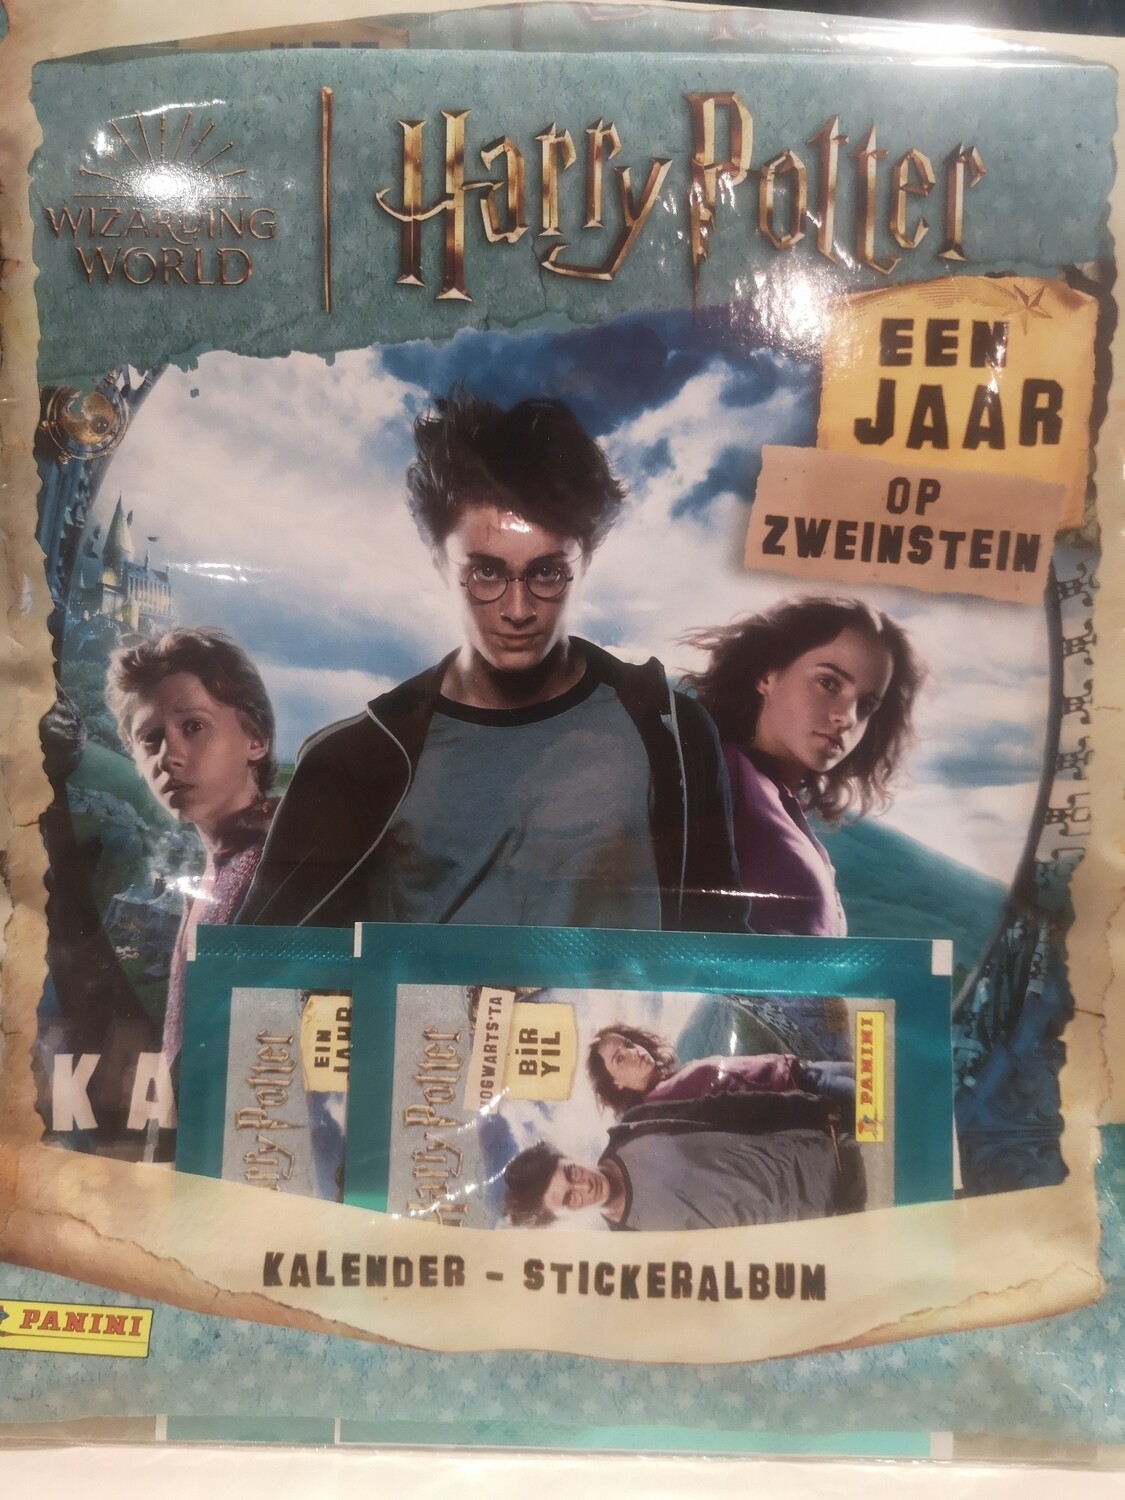 WIZARDING
WORLD
Harry Potter
EEN
JAAR
OP
ZWEINSTEIN
KA
Harry Potter
EIN
JAHR
Harry Potter
HOGWARTS'TA
BİR
YIL
PANINI
KALENDER - STICKERALBUM
PANINI